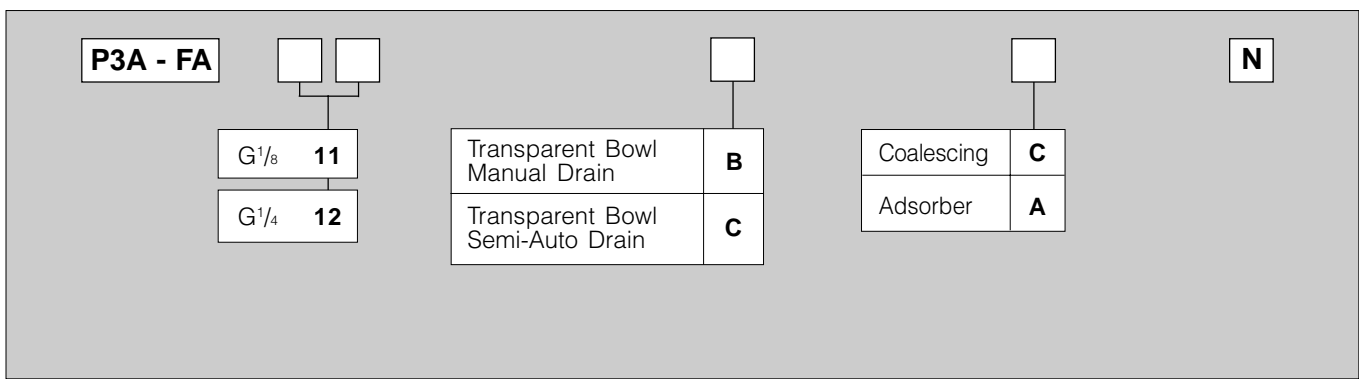 P3A - FA
N
G1/8 11
G1/4 12
Transparent Bowl
Manual Drain B
Transparent Bowl
Semi-Auto Drain C
Coalescing C
Adsorber A